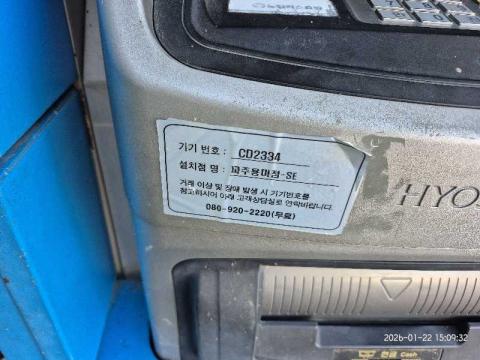 기기 번호 : CD2334
설치점 명 : 파주용미점-SE
거래 이상 및 장애 발생 시 기기번호를
참고하시어 아래 고객상담실로 연락바랍니다.
080-920-2220(무료)
HYO
현금 Cash
2026-01-22 15:09:32